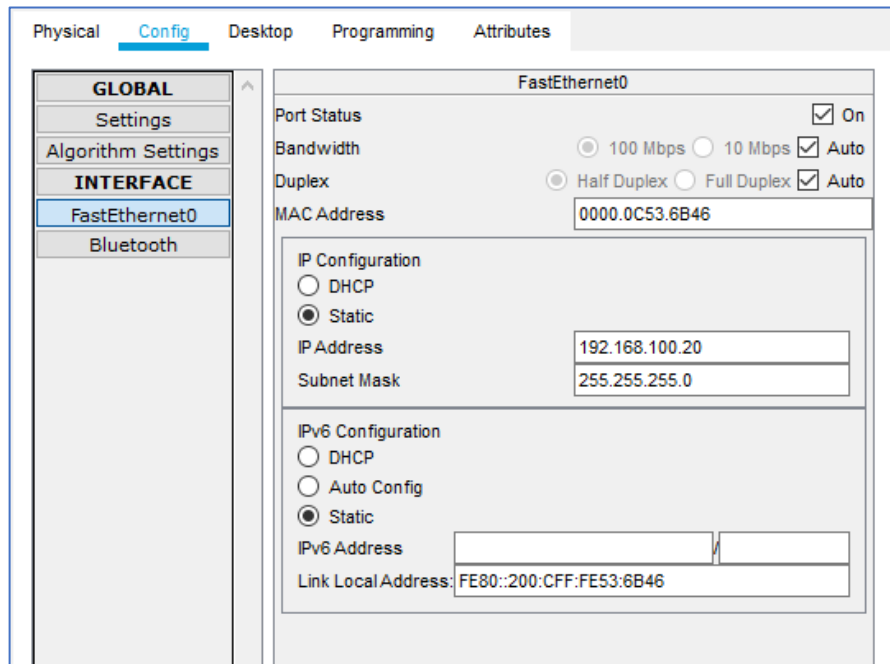 Physical Config Desktop Programming Attributes
GLOBAL
Settings
Algorithm Settings
INTERFACE
FastEthernet0
Bluetooth
FastEthernet0
Port Status On
Bandwidth 100 Mbps 10 Mbps Auto
Duplex Half Duplex Full Duplex Auto
MAC Address 0000.0C53.6B46
IP Configuration
DHCP
Static
IP Address 192.168.100.20
Subnet Mask 255.255.255.0
IPv6 Configuration
DHCP
Auto Config
Static
IPv6 Address /
Link Local Address: FE80::200:CFF:FE53:6B46